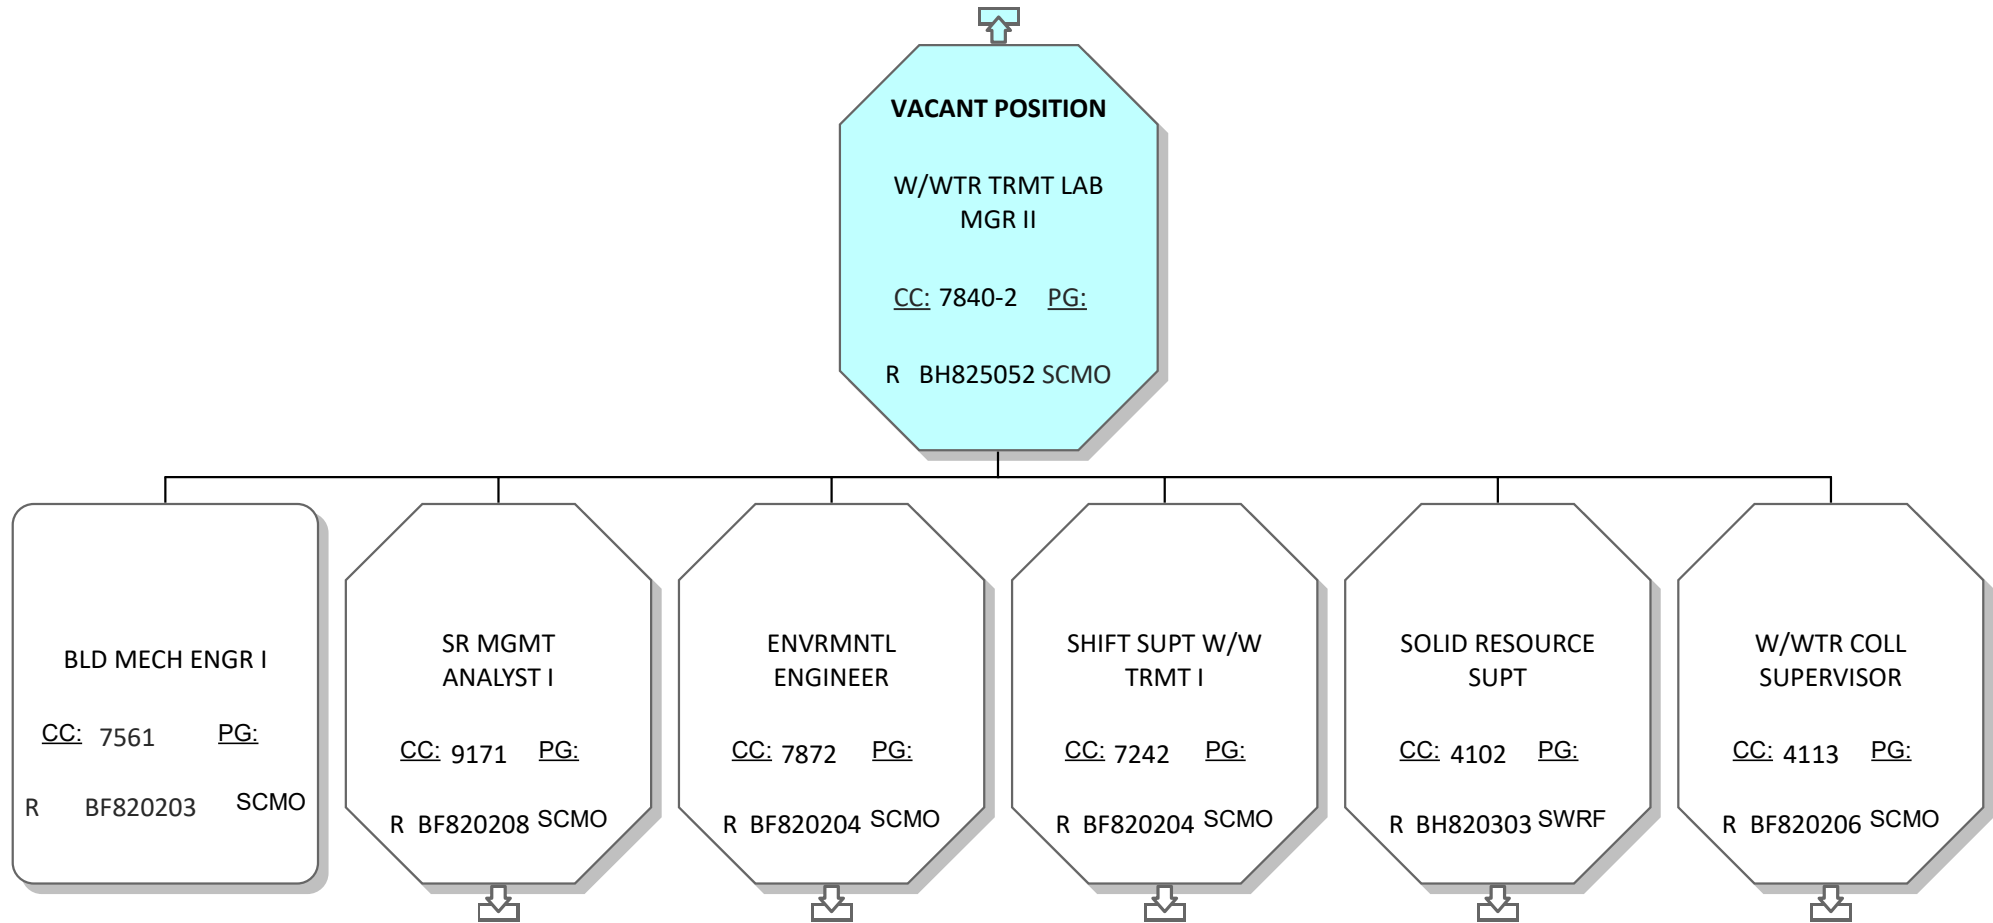 VACANT POSITION
W/WTR TRMT LAB
MGR II
CC: 7840-2 PG:
R BH825052 SCMO
BLD MECH ENGR I
CC: 7561 PG:
R BF820203 SCMO
SR MGMT
ANALYST I
CC: 9171 PG:
R BF820208 SCMO
ENVRMNTL
ENGINEER
CC: 7872 PG:
R BF820204 SCMO
SHIFT SUPT W/W
TRMT I
CC: 7242 PG:
R BF820204 SCMO
SOLID RESOURCE
SUPT
CC: 4102 PG:
R BH820303 SWRF
W/WTR COLL
SUPERVISOR
CC: 4113 PG:
R BF820206 SCMO